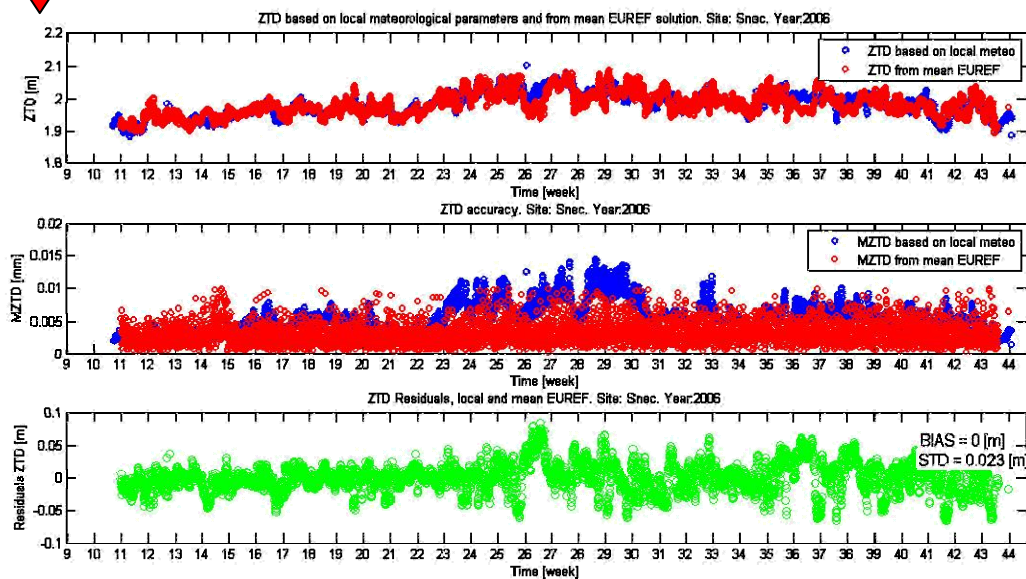 ZTD based on local meteorological parameters and from mean EUREF solution. Site: Snec. Year:2006
ZTD [m]
2.2
2.1
2
1.9
1.8
ZTD based on local meteo
ZTD from mean EUREF
9 10 11 12 13 14 15 16 17 18 19 20 21 22 23 24 25 26 27 28 29 30 31 32 33 34 35 36 37 38 39 40 41 42 43 44
Time [week]
ZTD accuracy. Site: Snec. Year:2006
MZTD [mm]
0.02
0.015
0.01
0.005
0
MZTD based on local meteo
MZTD from mean EUREF
9 10 11 12 13 14 15 16 17 18 19 20 21 22 23 24 25 26 27 28 29 30 31 32 33 34 35 36 37 38 39 40 41 42 43 44
Time [week]
ZTD Residuals, local and mean EUREF. Site: Snec. Year:2006
Residuals ZTD [m]
0.1
0.05
0
-0.05
-0.1
BIAS = 0 [m]
STD = 0.023 [m]
9 10 11 12 13 14 15 16 17 18 19 20 21 22 23 24 25 26 27 28 29 30 31 32 33 34 35 36 37 38 39 40 41 42 43 44
Time [week]